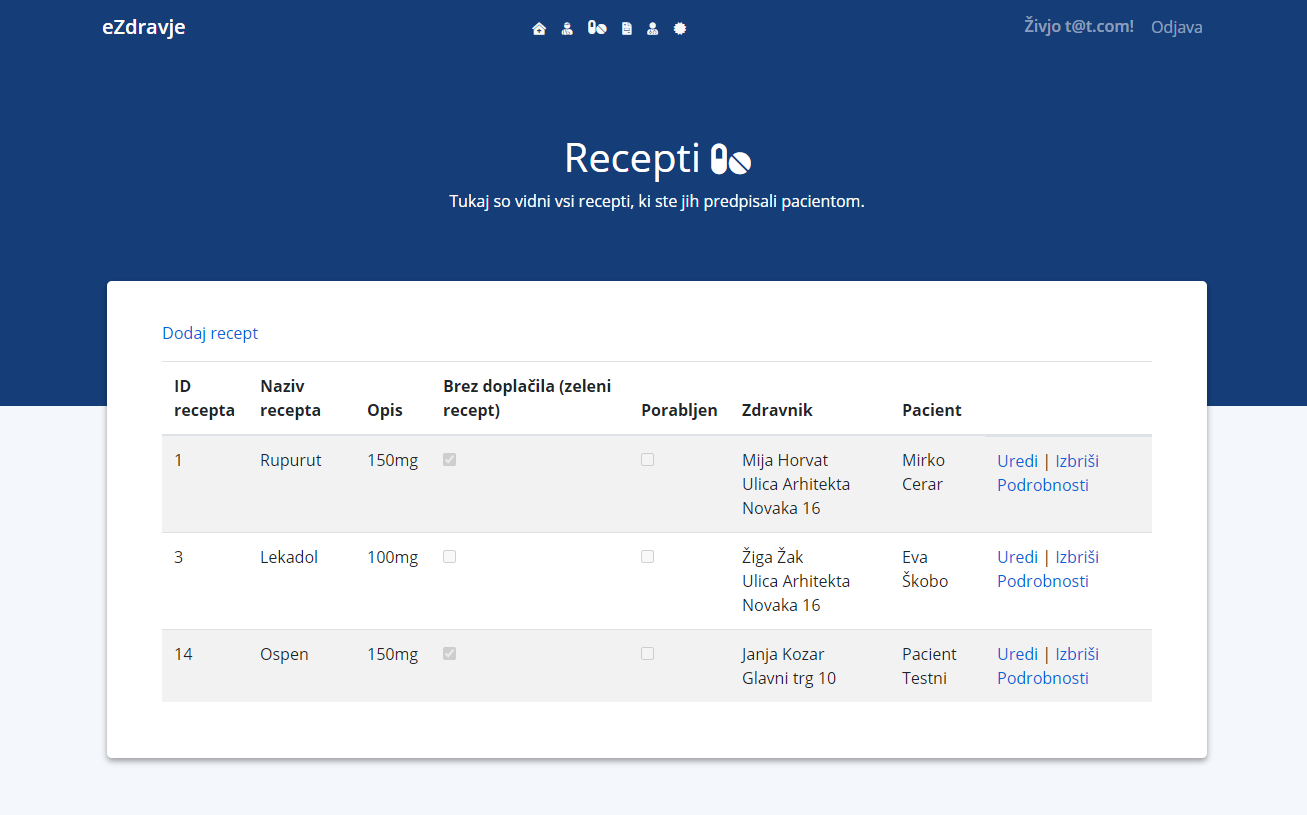 eZdravje
Živjo t@t.com! Odjava
Recepti
Tukaj so vidni vsi recepti, ki ste jih predpisali pacientom.
Dodaj recept
ID recepta Naziv recepta Opis Brez doplačila (zeleni recept) Porabljen Zdravnik Pacient
1 Rupurut 150mg Mija Horvat Mirko Uredi | Izbriši
Ulica Arhitekta Cerar Podrobnosti
Novaka 16
3 Lekadol 100mg Žiga Žak Eva Uredi | Izbriši
Ulica Arhitekta Škobo Podrobnosti
Novaka 16
14 Ospen 150mg Janja Kozar Pacient Uredi | Izbriši
Glavni trg 10 Testni Podrobnosti